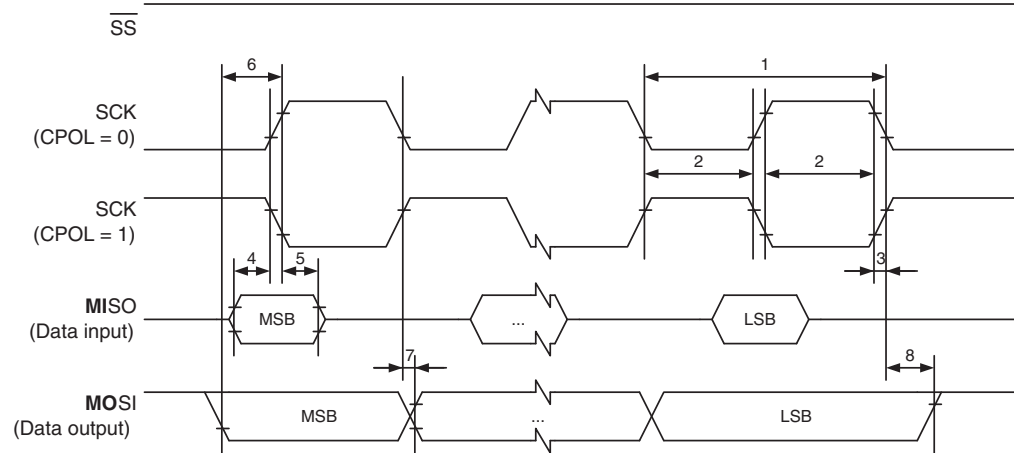 SS
6
1
SCK
(CPOL = 0)
2
2
SCK
(CPOL = 1)
4
5
3
MISO
(Data input)
MSB
...
LSB
7
8
MOSI
(Data output)
MSB
...
LSB